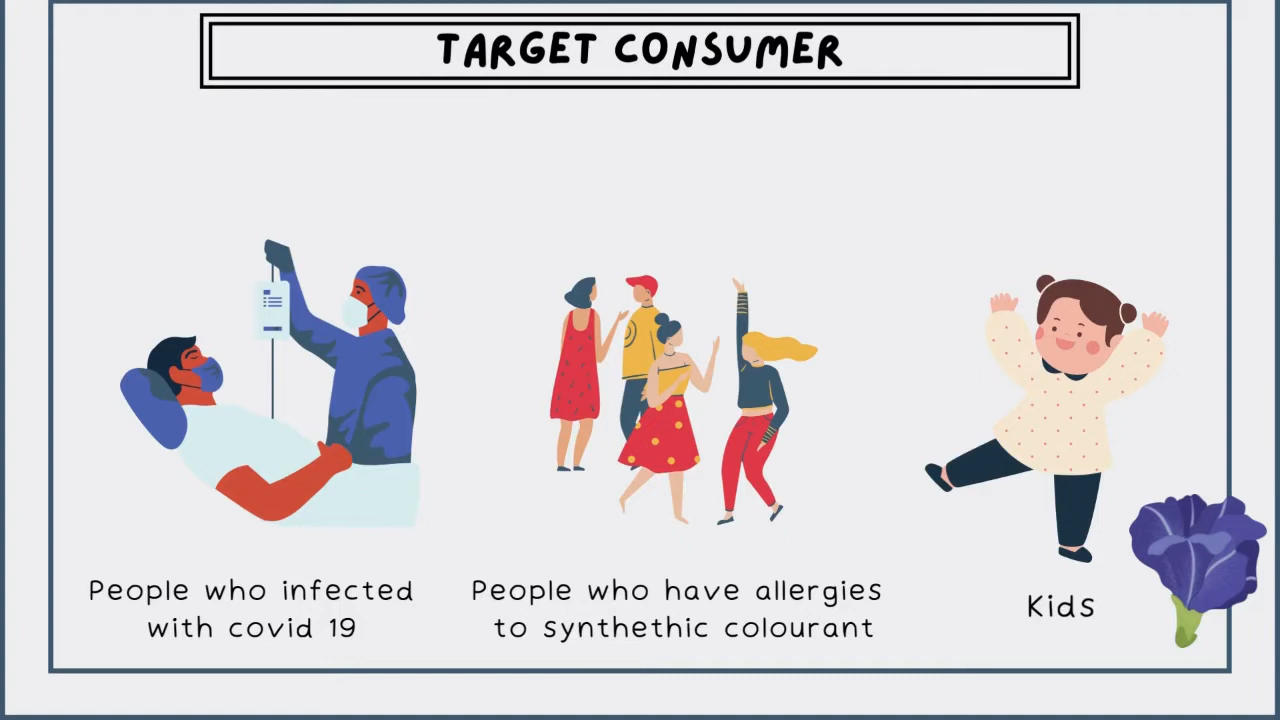 TARGET CONSUMER
People who infected
with covid 19
People who have allergies
to synthethic colourant
Kids